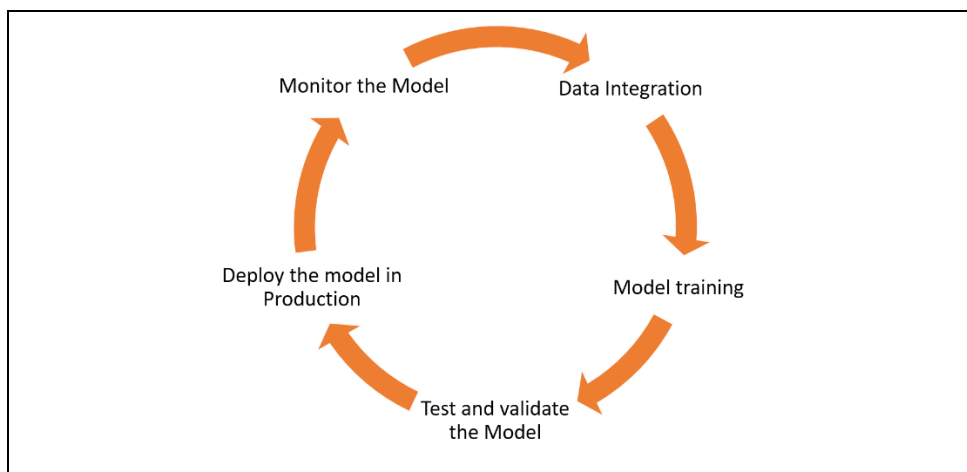 Monitor the Model
Data Integration
Deploy the model in
Production
Model training
Test and validate
the Model